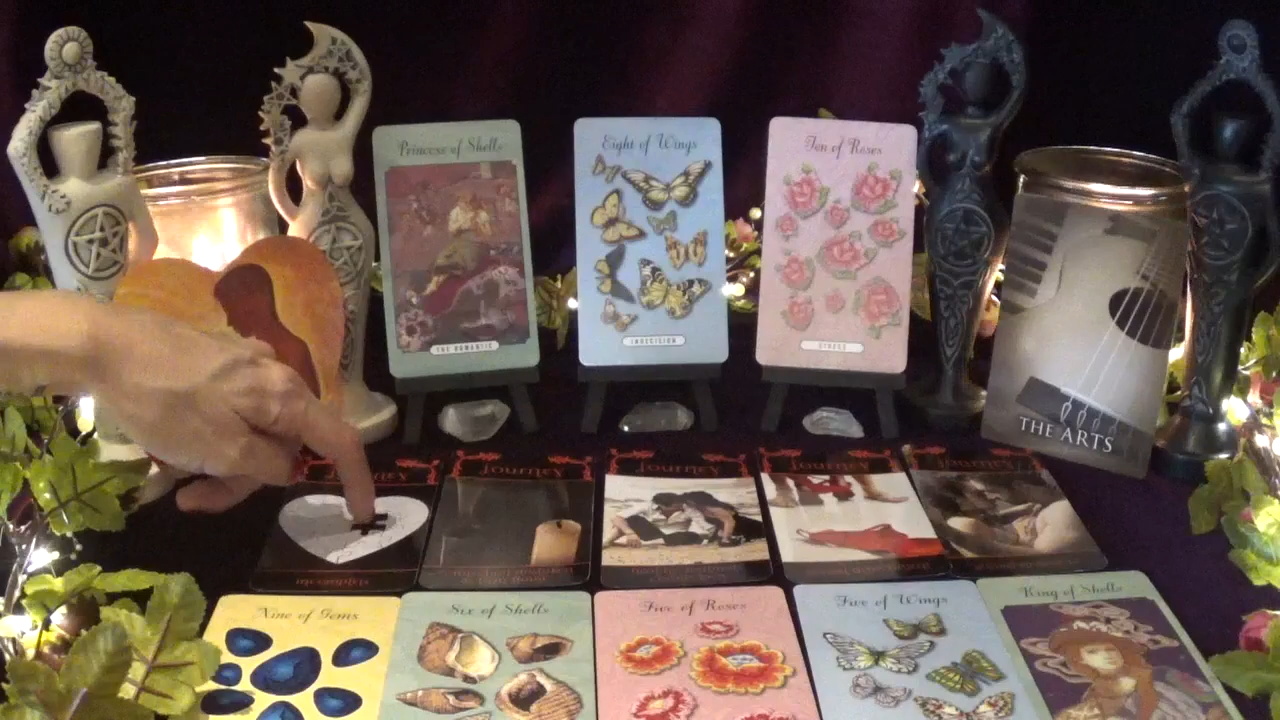 Princess of Shells
THE ROMANTIC
Eight of Wings
INDECISION
Ten of Roses
STRESS
THE ARTS
Journey
Journey
Journey
Journey
Journey
Nine of Gems
Six of Shells
Five of Roses
Five of Wings
King of Shells